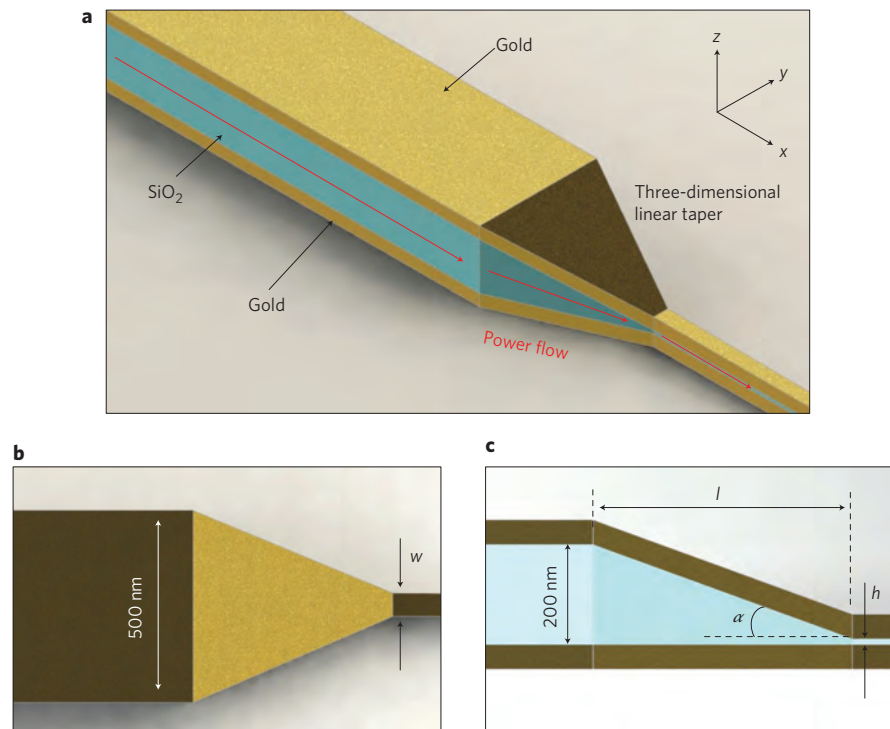 a
Gold
z
y
x
SiO₂
Three-dimensional
linear taper
Gold
Power flow
b
500 nm
w
c
l
200 nm
α
h